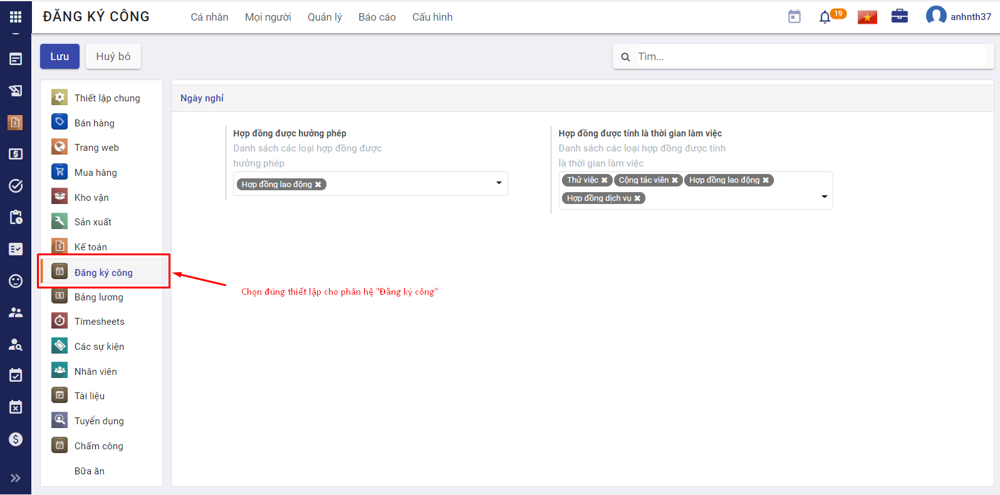 ĐĂNG KÝ CÔNG
Cá nhân
Mọi người
Quản lý
Báo cáo
Cấu hình
19
anhnth37
Lưu
Huỷ bỏ
Tìm...
Thiết lập chung
Bán hàng
Trang web
Mua hàng
Kho vận
Sản xuất
Kế toán
Đăng ký công
Bảng lương
Timesheets
Các sự kiện
Nhân viên
Tài liệu
Tuyển dụng
Chấm công
Bữa ăn
Ngày nghỉ
Hợp đồng được hưởng phép
Danh sách các loại hợp đồng được
hưởng phép
Hợp đồng lao động
Hợp đồng được tính là thời gian làm việc
Danh sách các loại hợp đồng được tính
là thời gian làm việc
Thử việc Cộng tác viên Hợp đồng lao động
Hợp đồng dịch vụ
Chọn đúng thiết lập cho phân hệ "Đăng ký công"